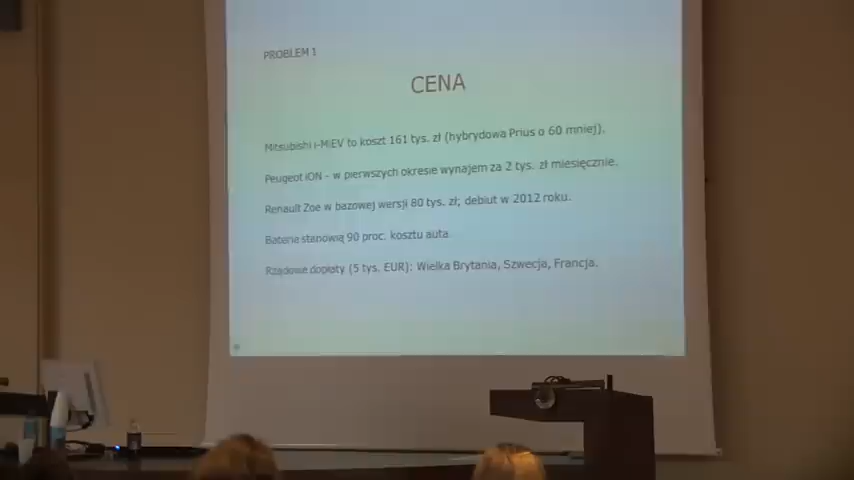 PROBLEM 1
CENA
Mitsubishi i-MiEV to koszt 161 tys. zł (hybrydowa Prius o 60 mniej).
Peugeot iON – w pierwszych okresie wynajem za 2 tys. zł miesięcznie.
Renault Zoe w bazowej wersji 80 tys. zł; debiut w 2012 roku.
Baterie stanowią 90 proc. kosztu auta.
Rządowe dopłaty (5 tys. EUR): Wielka Brytania, Szwecja, Francja.